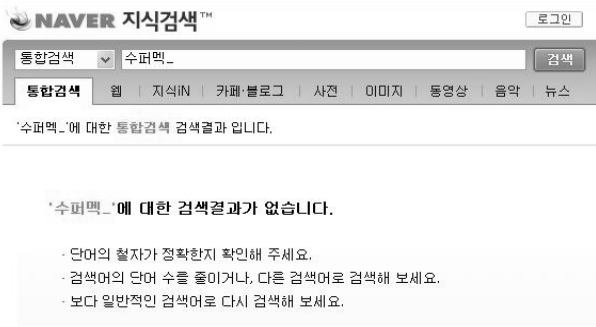 NAVER 지식검색™
로그인
통합검색 수퍼멕_ 검색
통합검색 웹 지식iN 카페·블로그 사전 이미지 동영상 음악 뉴스
'수퍼멕_'에 대한 통합검색 검색결과 입니다.
'수퍼멕_'에 대한 검색결과가 없습니다.
· 단어의 철자가 정확한지 확인해 주세요.
· 검색어의 단어 수를 줄이거나, 다른 검색어로 검색해 보세요.
· 보다 일반적인 검색어로 다시 검색해 보세요.